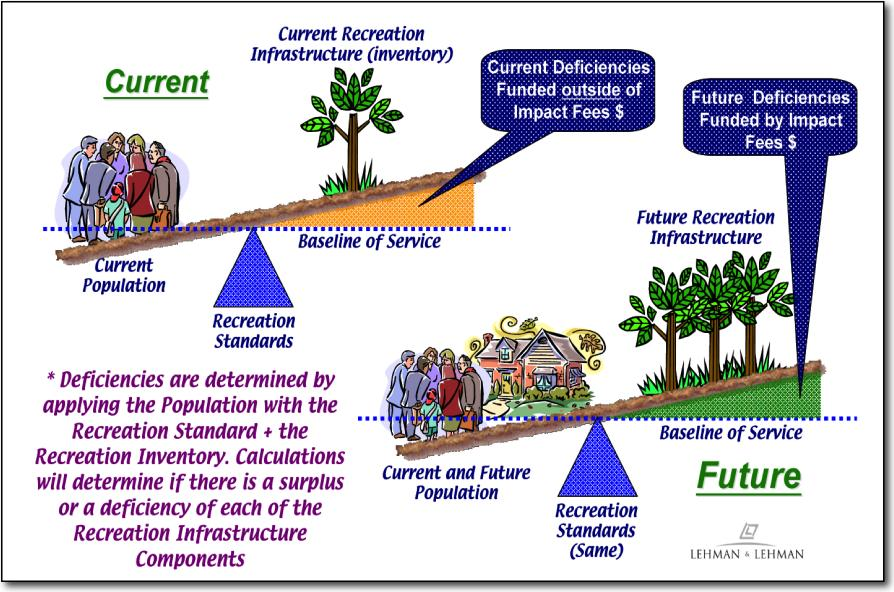 Current
Current Recreation
Infrastructure (inventory)
Current Deficiencies
Funded outside of
Impact Fees $
Future Deficiencies
Funded by Impact
Fees $
Baseline of Service
Current
Population
Recreation
Standards
Future Recreation
Infrastructure
* Deficiencies are determined by
applying the Population with the
Recreation Standard + the
Recreation Inventory. Calculations
will determine if there is a surplus
or a deficiency of each of the
Recreation Infrastructure
Components
Baseline of Service
Current and Future
Population
Recreation
Standards
(Same)
Future
LEHMAN & LEHMAN